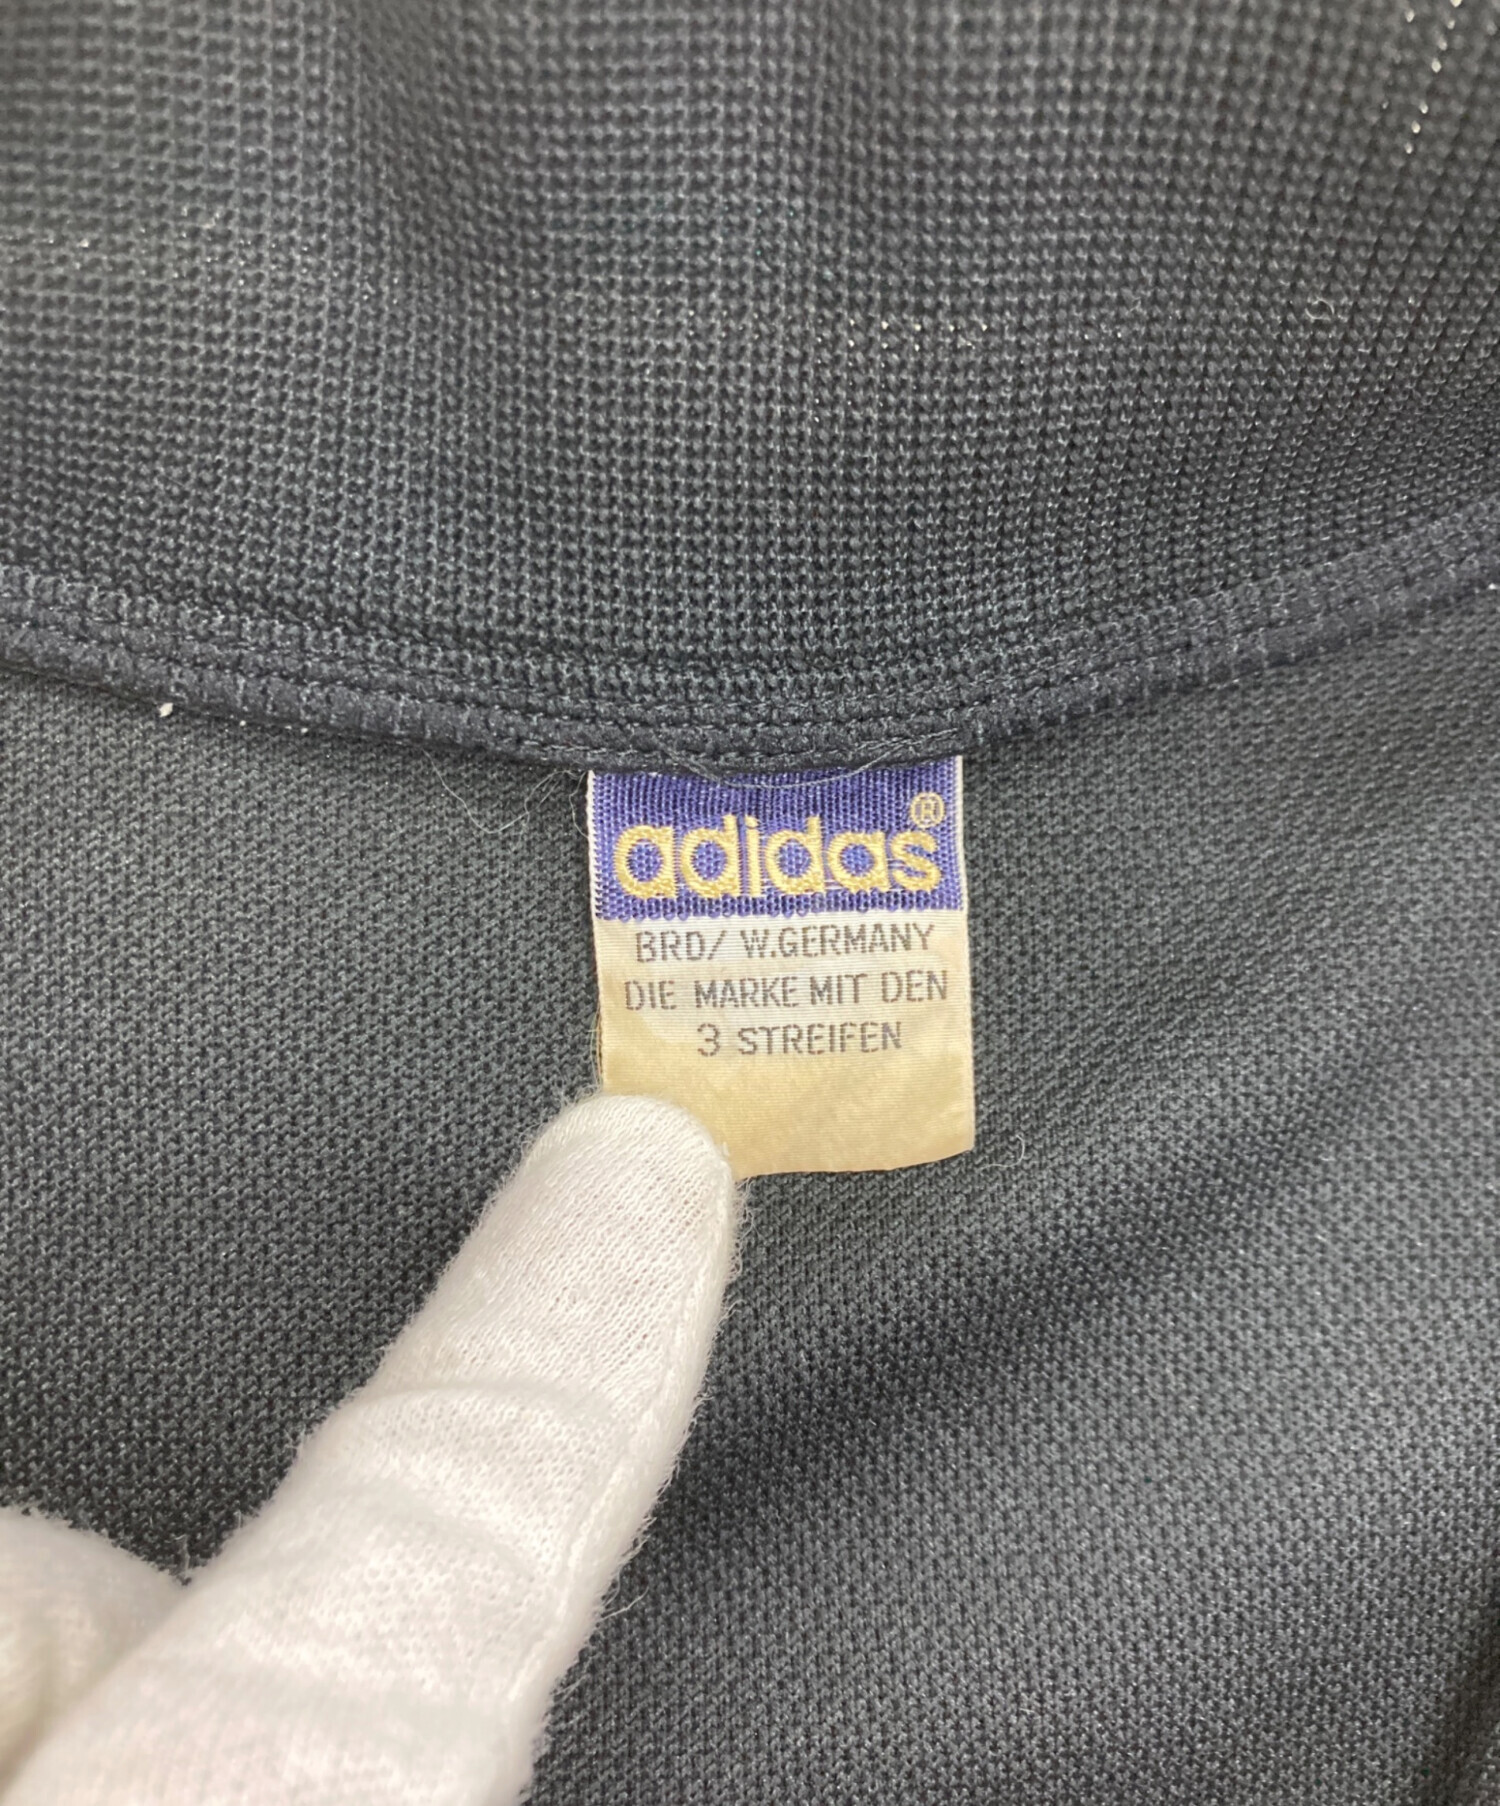 adidas®
BRD/ W.GERMANY
DIE MARKE MIT DEN
3 STREIFEN